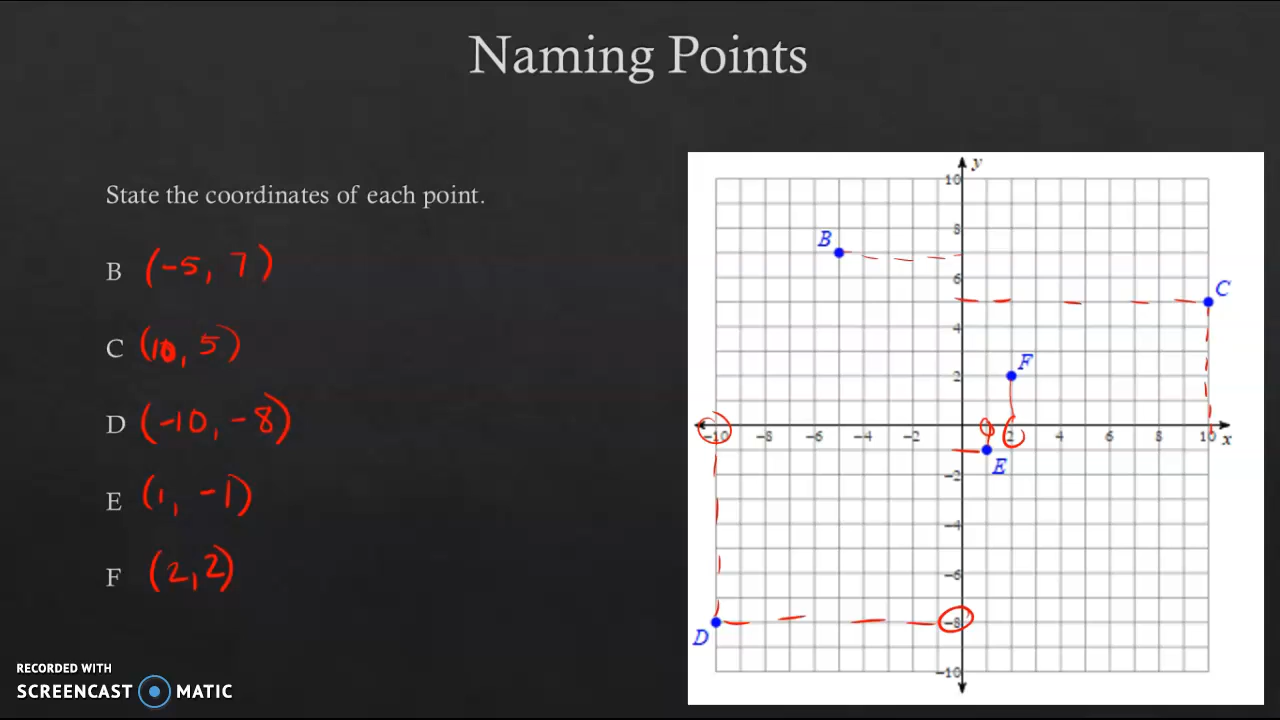 Naming Points
State the coordinates of each point.
B (-5, 7)
C (10, 5)
D (-10, -8)
E (1, -1)
F (2, 2)
y
10
8
B
6
C
4
F
2
-10 -8 -6 -4 -2 2 4 6 8 10 x
E
-2
-4
-6
-8
D
-10
RECORDED WITH
SCREENCAST MATIC